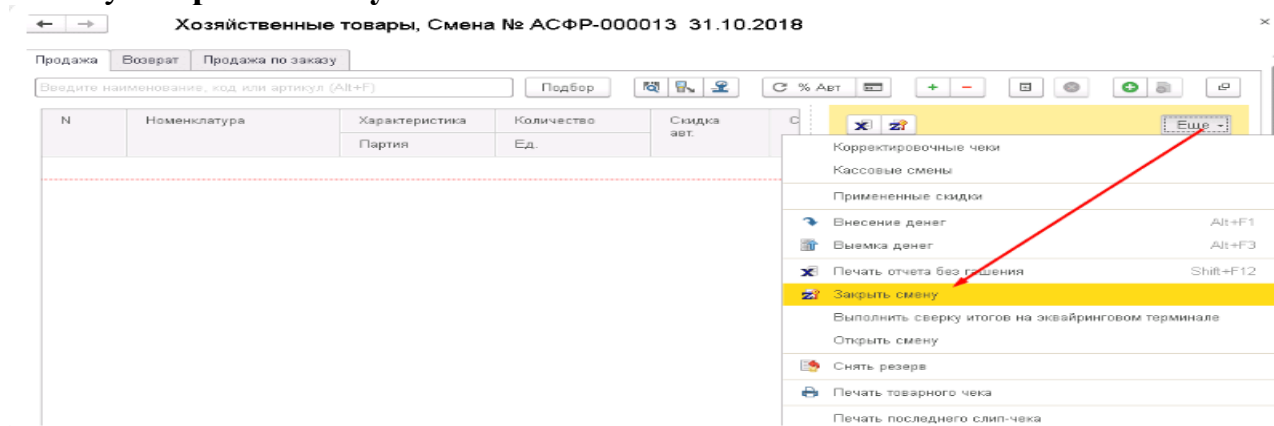 Хозяйственные товары, Смена № АСФР-000013 31.10.2018
Продажа Возврат Продажа по заказу
Введите наименование, код или артикул (Alt+F) Подбор % Авт
N Номенклатура Характеристика Количество Скидка авт. С
Партия Ед.
Еще
Корректировочные чеки
Кассовые смены
Примененные скидки
Внесение денег Alt+F1
Выемка денег Alt+F3
Печать отчета без гашения Shift+F12
Закрыть смену
Выполнить сверку итогов на эквайринговом терминале
Открыть смену
Снять резерв
Печать товарного чека
Печать последнего слип-чека